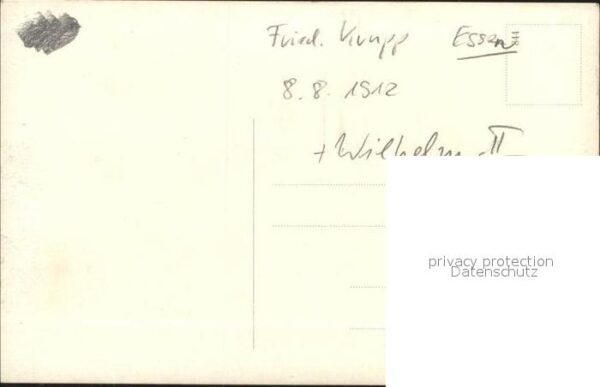 Fried. Krupp Essen
8.8. 1912
+ Wilhelm II
privacy protection
Datenschutz